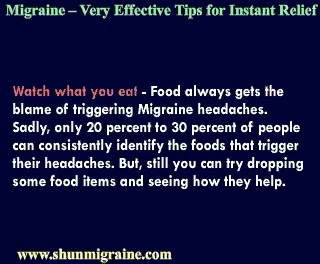 Migraine – Very Effective Tips for Instant Relief
Watch what you eat - Food always gets the
blame of triggering Migraine headaches.
Sadly, only 20 percent to 30 percent of people
can consistently identify the foods that trigger
their headaches. But, still you can try dropping
some food items and seeing how they help.
www.shunmigraine.com